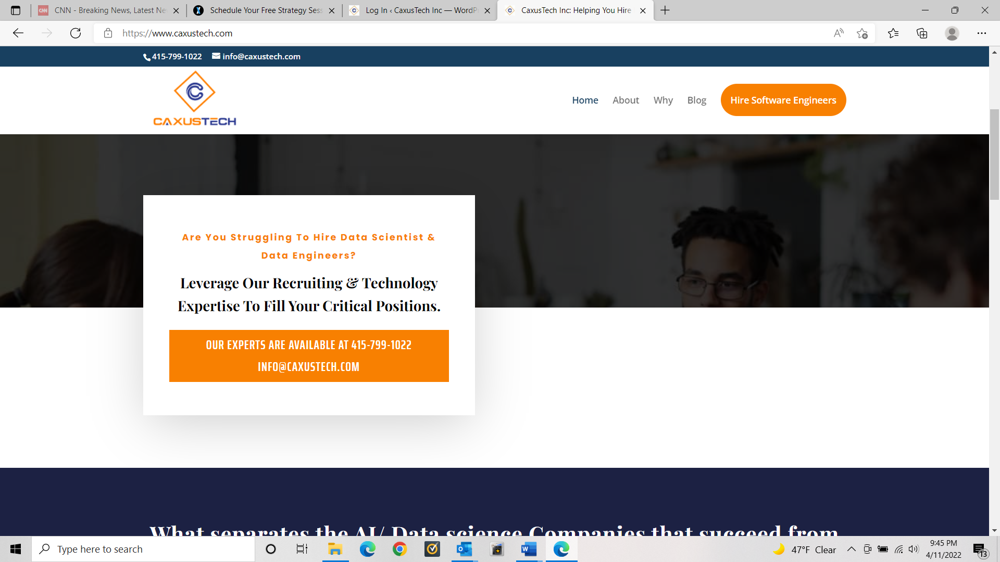 CNN - Breaking News, Latest Ne
Schedule Your Free Strategy Sess
Log In ‹ CaxusTech Inc — WordP
CaxusTech Inc: Helping You Hire
https://www.caxustech.com
415-799-1022
info@caxustech.com
CAXUSTECH
Home
About
Why
Blog
Hire Software Engineers
Are You Struggling To Hire Data Scientist &
Data Engineers?
Leverage Our Recruiting & Technology
Expertise To Fill Your Critical Positions.
OUR EXPERTS ARE AVAILABLE AT 415-799-1022
INFO@CAXUSTECH.COM
What separates the AI/ Data science Companies that succeed from
Type here to search
47°F Clear
9:45 PM
4/11/2022
13